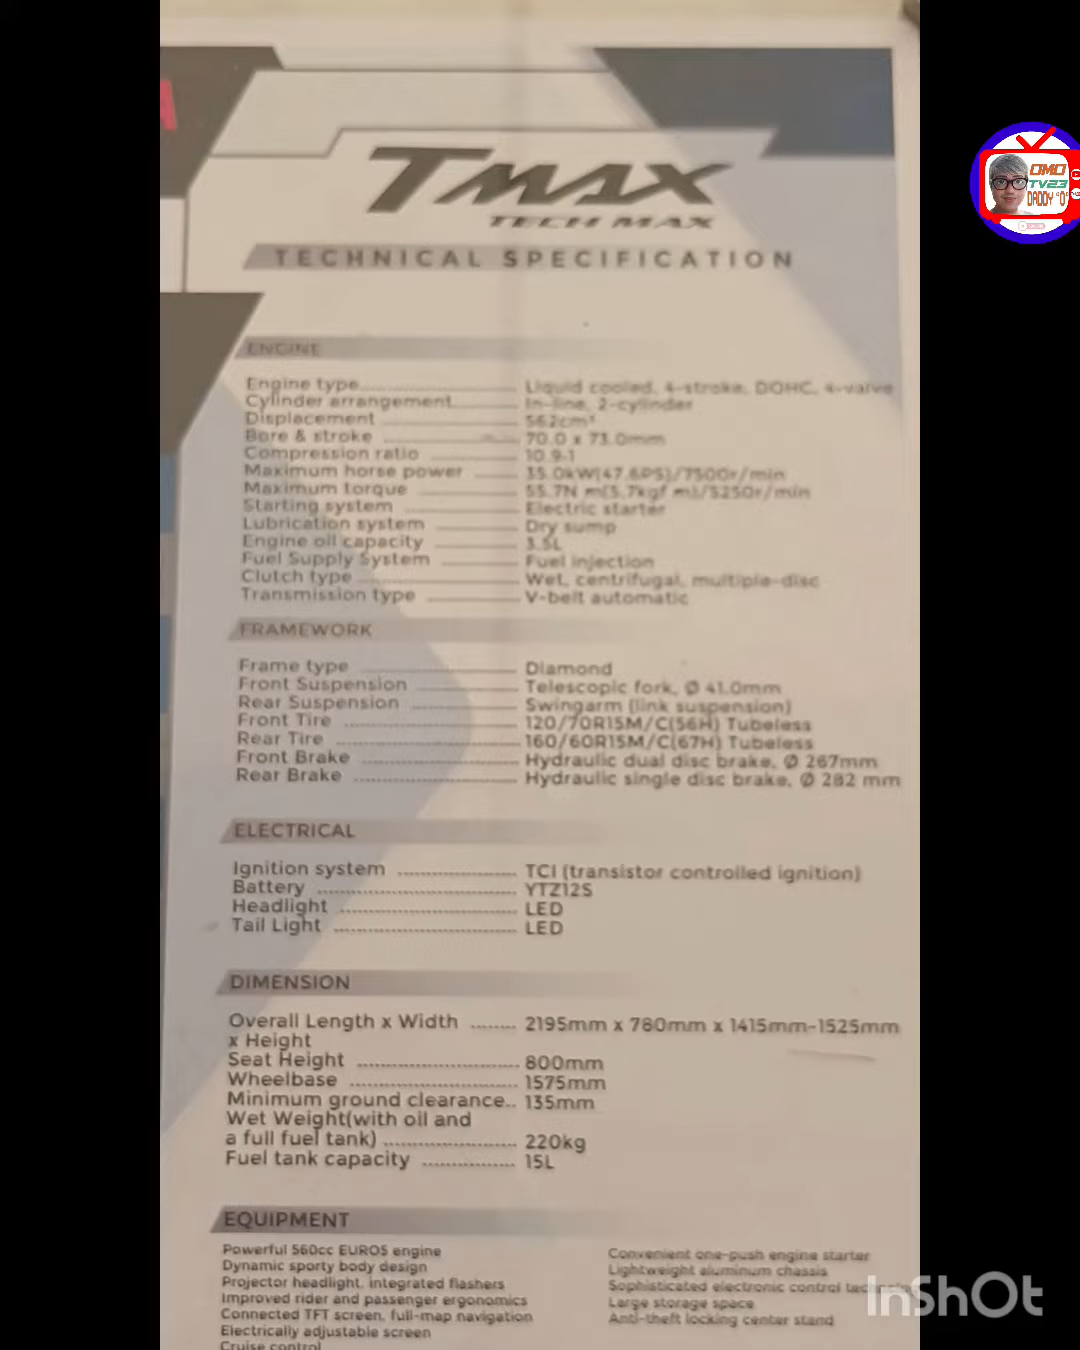 TMAX
TECH MAX
TECHNICAL SPECIFICATION
ENGINE
Engine type Liquid cooled, 4-stroke, DOHC, 4-valve
Cylinder arrangement In-line, 2-cylinder
Displacement 562cm³
Bore & stroke 70.0 x 73.0mm
Compression ratio 10.9:1
Maximum horse power 35.0kW(47.6PS)/7500r/min
Maximum torque 55.7N m(5.7kgf m)/5250r/min
Starting system Electric starter
Lubrication system Dry sump
Engine oil capacity 3.5L
Fuel Supply System Fuel injection
Clutch type Wet, centrifugal, multiple-disc
Transmission type V-belt automatic
FRAMEWORK
Frame type Diamond
Front Suspension Telescopic fork, Ø 41.0mm
Rear Suspension Swingarm (link suspension)
Front Tire 120/70R15M/C(56H) Tubeless
Rear Tire 160/60R15M/C(67H) Tubeless
Front Brake Hydraulic dual disc brake, Ø 267mm
Rear Brake Hydraulic single disc brake, Ø 282 mm
ELECTRICAL
Ignition system TCI (transistor controlled ignition)
Battery YTZ12S
Headlight LED
Tail Light LED
DIMENSION
Overall Length x Width 2195mm x 780mm x 1415mm-1525mm
x Height
Seat Height 800mm
Wheelbase 1575mm
Minimum ground clearance.. 135mm
Wet Weight(with oil and
a full fuel tank) 220kg
Fuel tank capacity 15L
EQUIPMENT
Powerful 560cc EURO5 engine
Dynamic sporty body design
Projector headlight, integrated flashers
Improved rider and passenger ergonomics
Connected TFT screen, full-map navigation
Electrically adjustable screen
Cruise control
Convenient one-push engine starter
Lightweight aluminum chassis
Sophisticated electronic control
Large storage space
Anti-theft locking center stand
OMO
TV23
DADDY "O"
InShOt